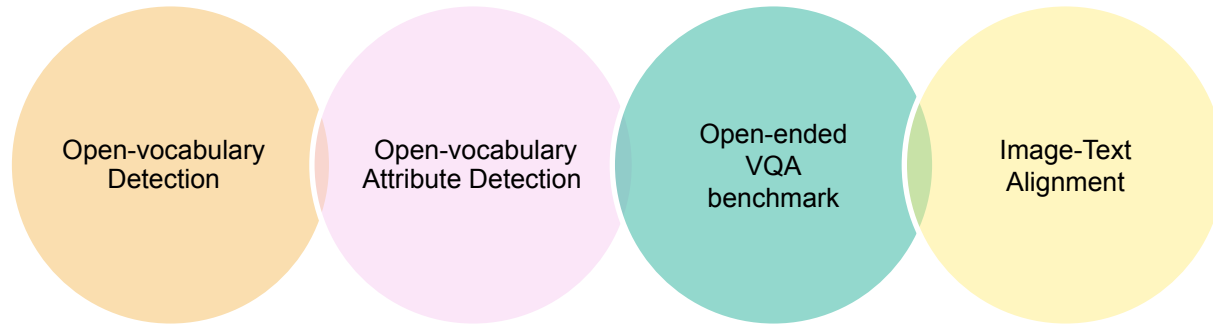 Open-vocabulary
Detection
Open-vocabulary
Attribute Detection
Open-ended
VQA
benchmark
Image-Text
Alignment